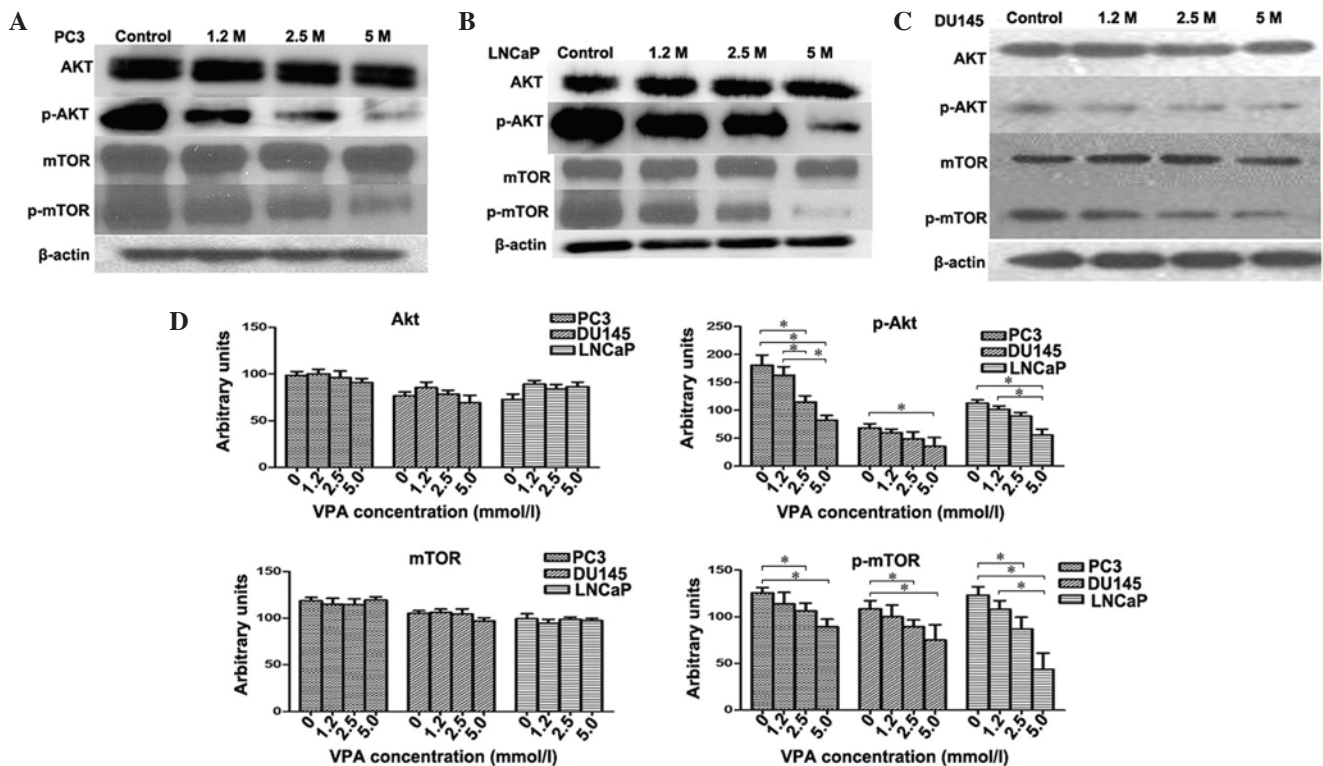 A
PC3 Control 1.2 M 2.5 M 5 M
AKT
p-AKT
mTOR
p-mTOR
β-actin
B
LNCaP Control 1.2 M 2.5 M 5 M
AKT
p-AKT
mTOR
p-mTOR
β-actin
C
DU145 Control 1.2 M 2.5 M 5 M
AKT
p-AKT
mTOR
p-mTOR
β-actin
D
Akt
PC3
DU145
LNCaP
Arbitrary units
150
100
50
0
0 1.2 2.5 5.0 0 1.2 2.5 5.0 0 1.2 2.5 5.0
VPA concentration (mmol/l)
p-Akt
PC3
DU145
LNCaP
Arbitrary units
250
200
150
100
50
0
* * * * * * *
0 1.2 2.5 5.0 0 1.2 2.5 5.0 0 1.2 2.5 5.0
VPA concentration (mmol/l)
mTOR
PC3
DU145
LNCaP
Arbitrary units
150
100
50
0
0 1.2 2.5 5.0 0 1.2 2.5 5.0 0 1.2 2.5 5.0
VPA concentration (mmol/l)
p-mTOR
PC3
DU145
LNCaP
Arbitrary units
150
100
50
0
* * * * * * *
0 1.2 2.5 5.0 0 1.2 2.5 5.0 0 1.2 2.5 5.0
VPA concentration (mmol/l)